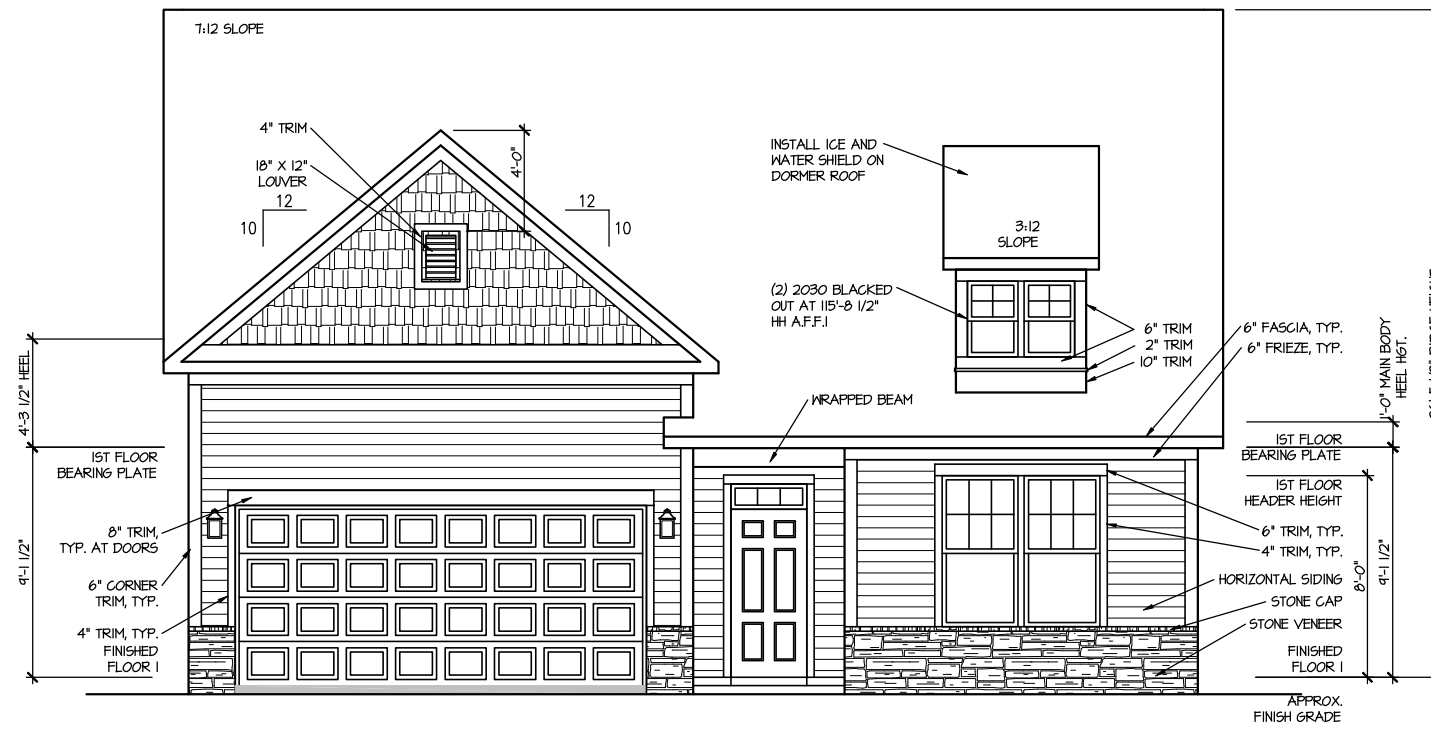 7:12 SLOPE
4" TRIM
18" X 12"
LOUVER
4'-0"
12
10
12
10
INSTALL ICE AND
WATER SHIELD ON
DORMER ROOF
3:12
SLOPE
(2) 2030 BLACKED
OUT AT 115'-8 1/2"
HH A.F.F.1
6" TRIM
2" TRIM
10" TRIM
6" FASCIA, TYP.
6" FRIEZE, TYP.
1'-0" MAIN BODY
HEEL HGT.
4'-3 1/2" HEEL
WRAPPED BEAM
1ST FLOOR
BEARING PLATE
1ST FLOOR
BEARING PLATE
1ST FLOOR
HEADER HEIGHT
8" TRIM,
TYP. AT DOORS
6" TRIM, TYP.
4" TRIM, TYP.
9'-1 1/2"
6" CORNER
TRIM, TYP.
HORIZONTAL SIDING
8'-0"
9'-1 1/2"
STONE CAP
STONE VENEER
4" TRIM, TYP.
FINISHED
FLOOR 1
FINISHED
FLOOR 1
APPROX.
FINISH GRADE